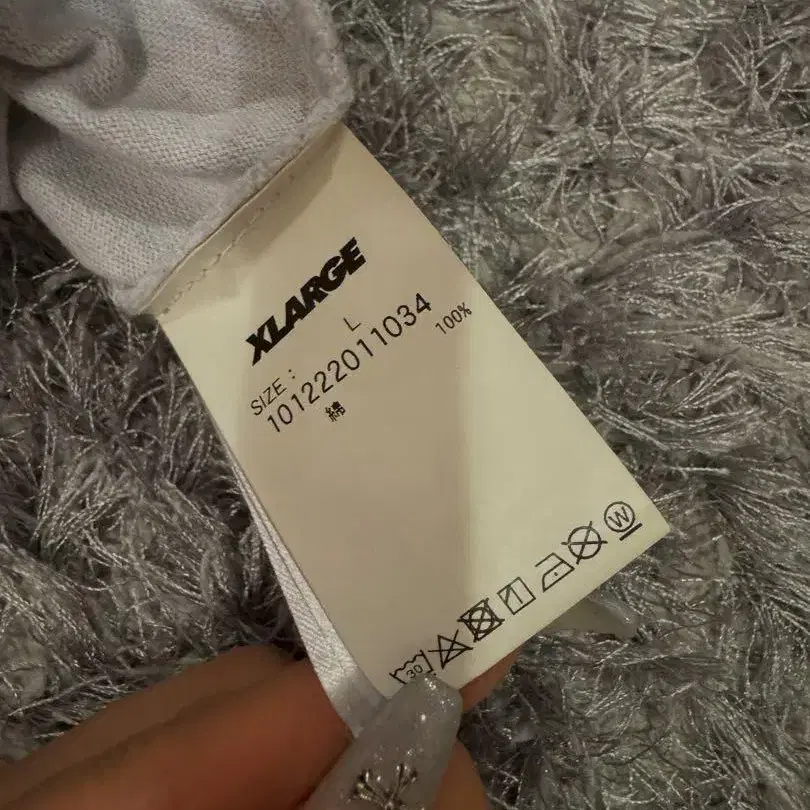 XLARGE
SIZE: L
101222011034
綿 100%
30
W